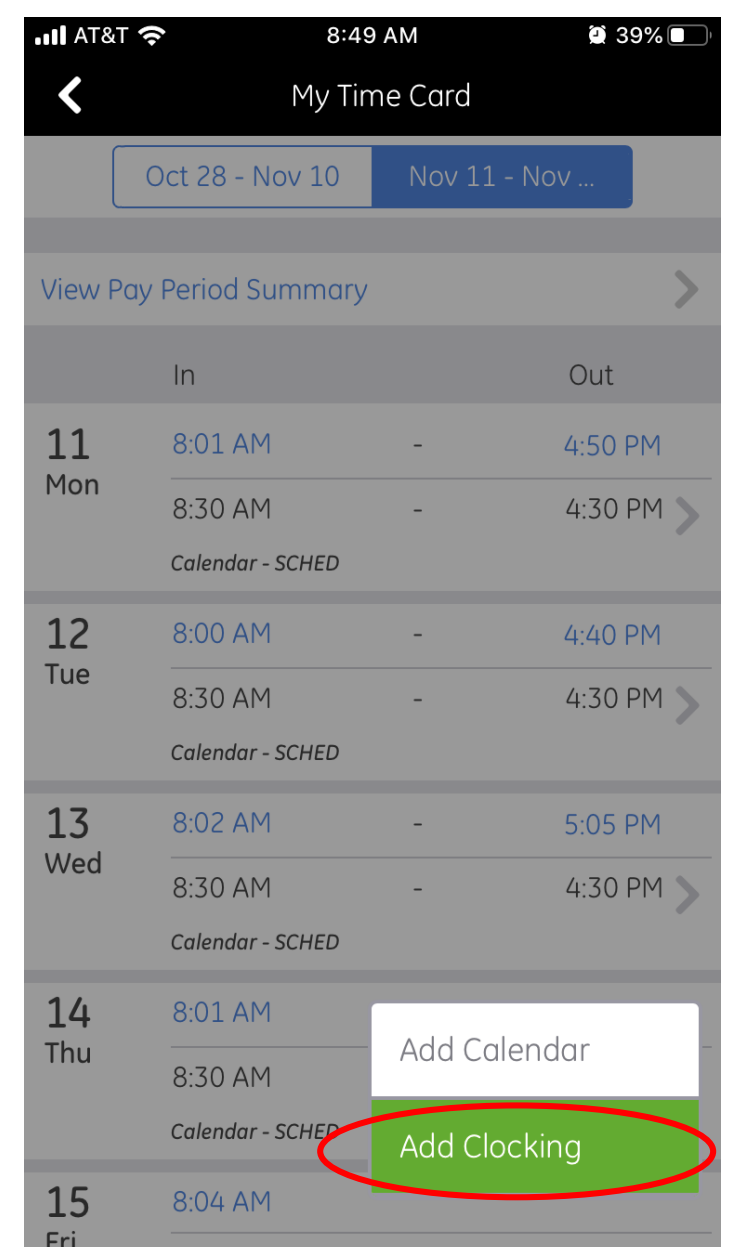 AT&T 8:49 AM 39%
My Time Card
Oct 28 - Nov 10 Nov 11 - Nov ...
View Pay Period Summary
In Out
11 8:01 AM - 4:50 PM
Mon
8:30 AM - 4:30 PM
Calendar - SCHED
12 8:00 AM - 4:40 PM
Tue
8:30 AM - 4:30 PM
Calendar - SCHED
13 8:02 AM - 5:05 PM
Wed
8:30 AM - 4:30 PM
Calendar - SCHED
14 8:01 AM
Thu
8:30 AM
Calendar - SCHED
Add Calendar
Add Clocking
15 8:04 AM
Fri